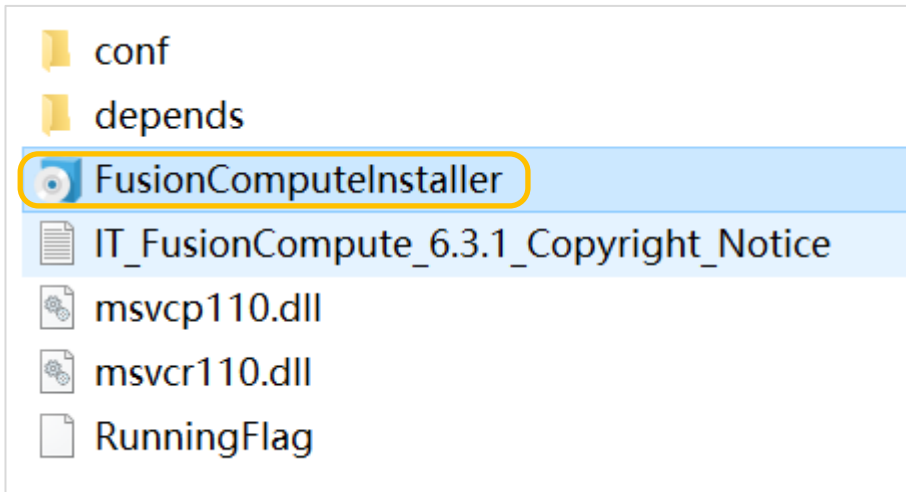 conf
depends
FusionComputeInstaller
IT_FusionCompute_6.3.1_Copyright_Notice
msvcp110.dll
msvcr110.dll
RunningFlag